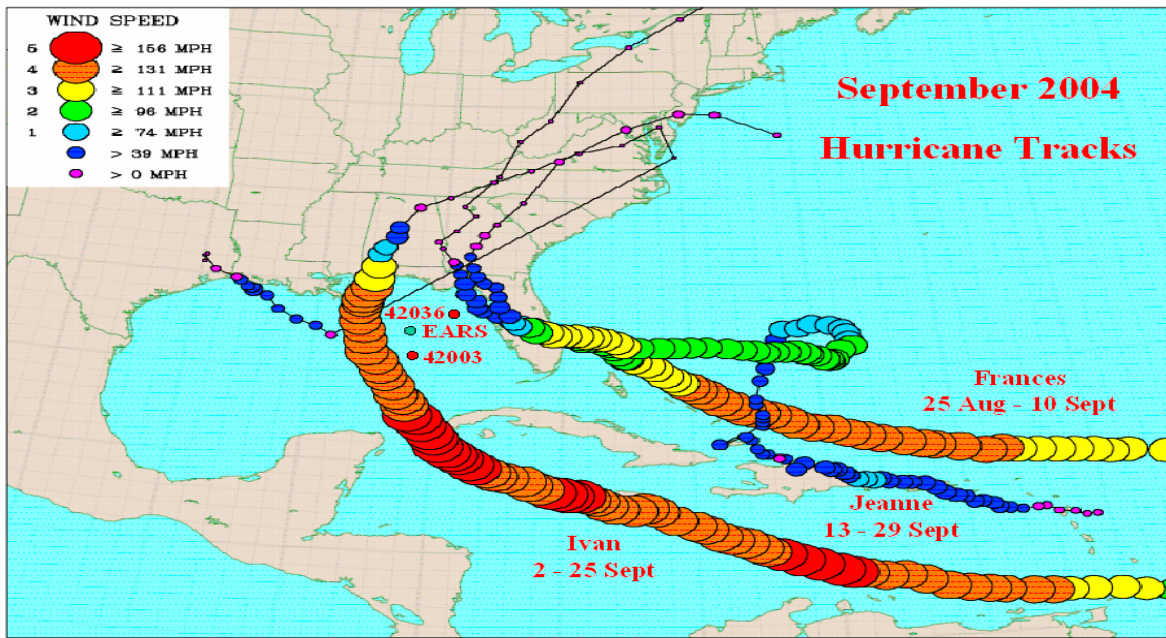 WIND SPEED
5 ≥ 156 MPH
4 ≥ 131 MPH
3 ≥ 111 MPH
2 ≥ 96 MPH
1 ≥ 74 MPH
> 39 MPH
> 0 MPH
September 2004
Hurricane Tracks
42036
EARS
42003
Frances
25 Aug - 10 Sept
Jeanne
13 - 29 Sept
Ivan
2 - 25 Sept